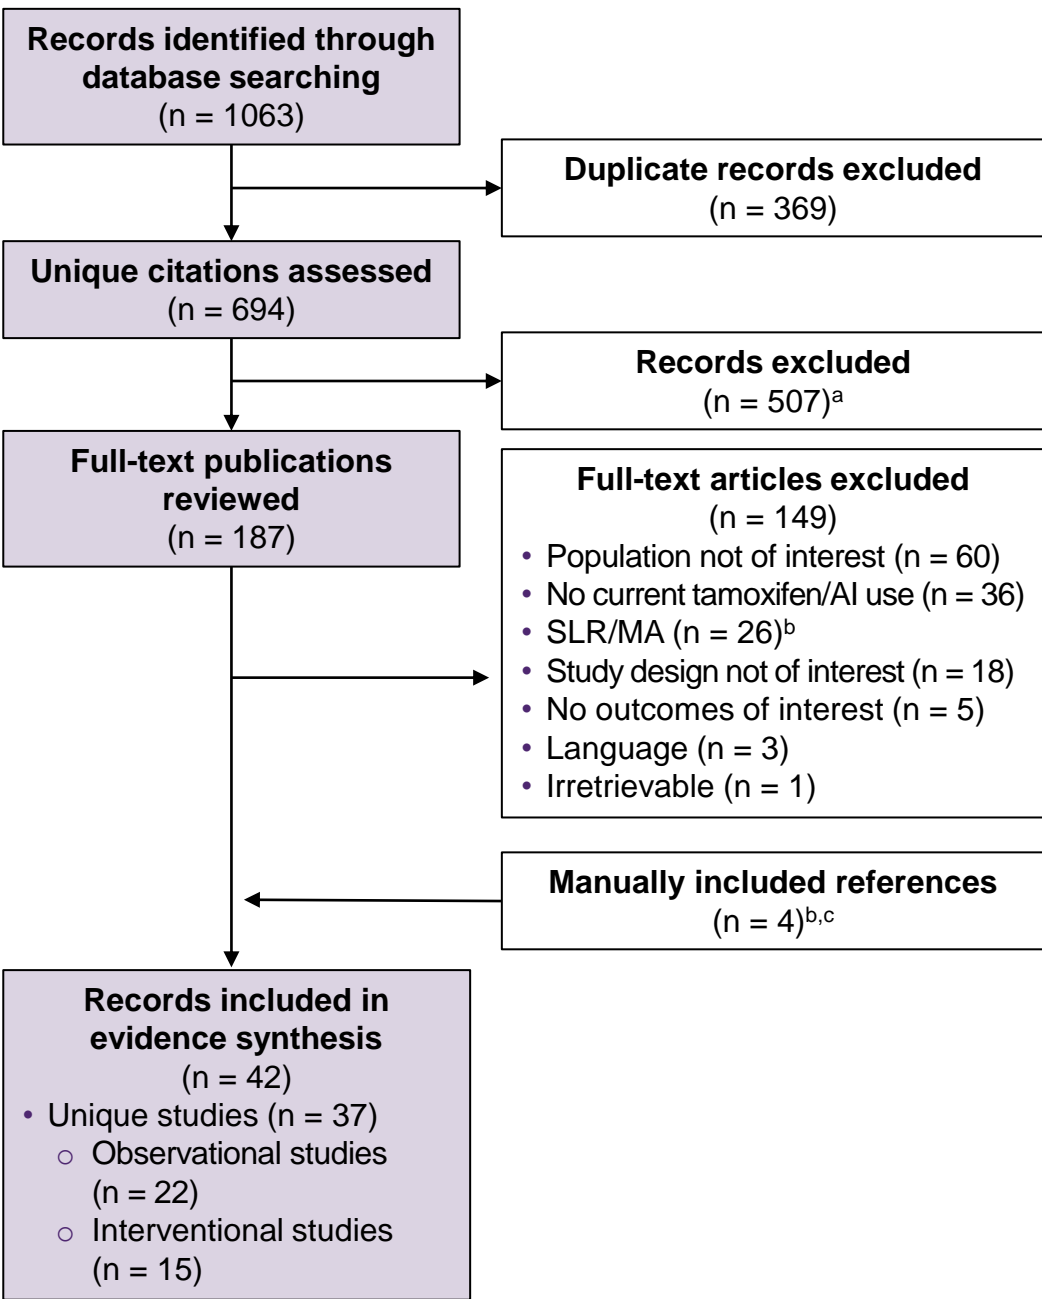 Records identified through
database searching
(n = 1063)
Duplicate records excluded
(n = 369)
Unique citations assessed
(n = 694)
Records excluded
(n = 507)a
Full-text publications
reviewed
(n = 187)
Full-text articles excluded
(n = 149)
• Population not of interest (n = 60)
• No current tamoxifen/AI use (n = 36)
• SLR/MA (n = 26)b
• Study design not of interest (n = 18)
• No outcomes of interest (n = 5)
• Language (n = 3)
• Irretrievable (n = 1)
Manually included references
(n = 4)b,c
Records included in
evidence synthesis
(n = 42)
• Unique studies (n = 37)
o Observational studies
(n = 22)
o Interventional studies
(n = 15)